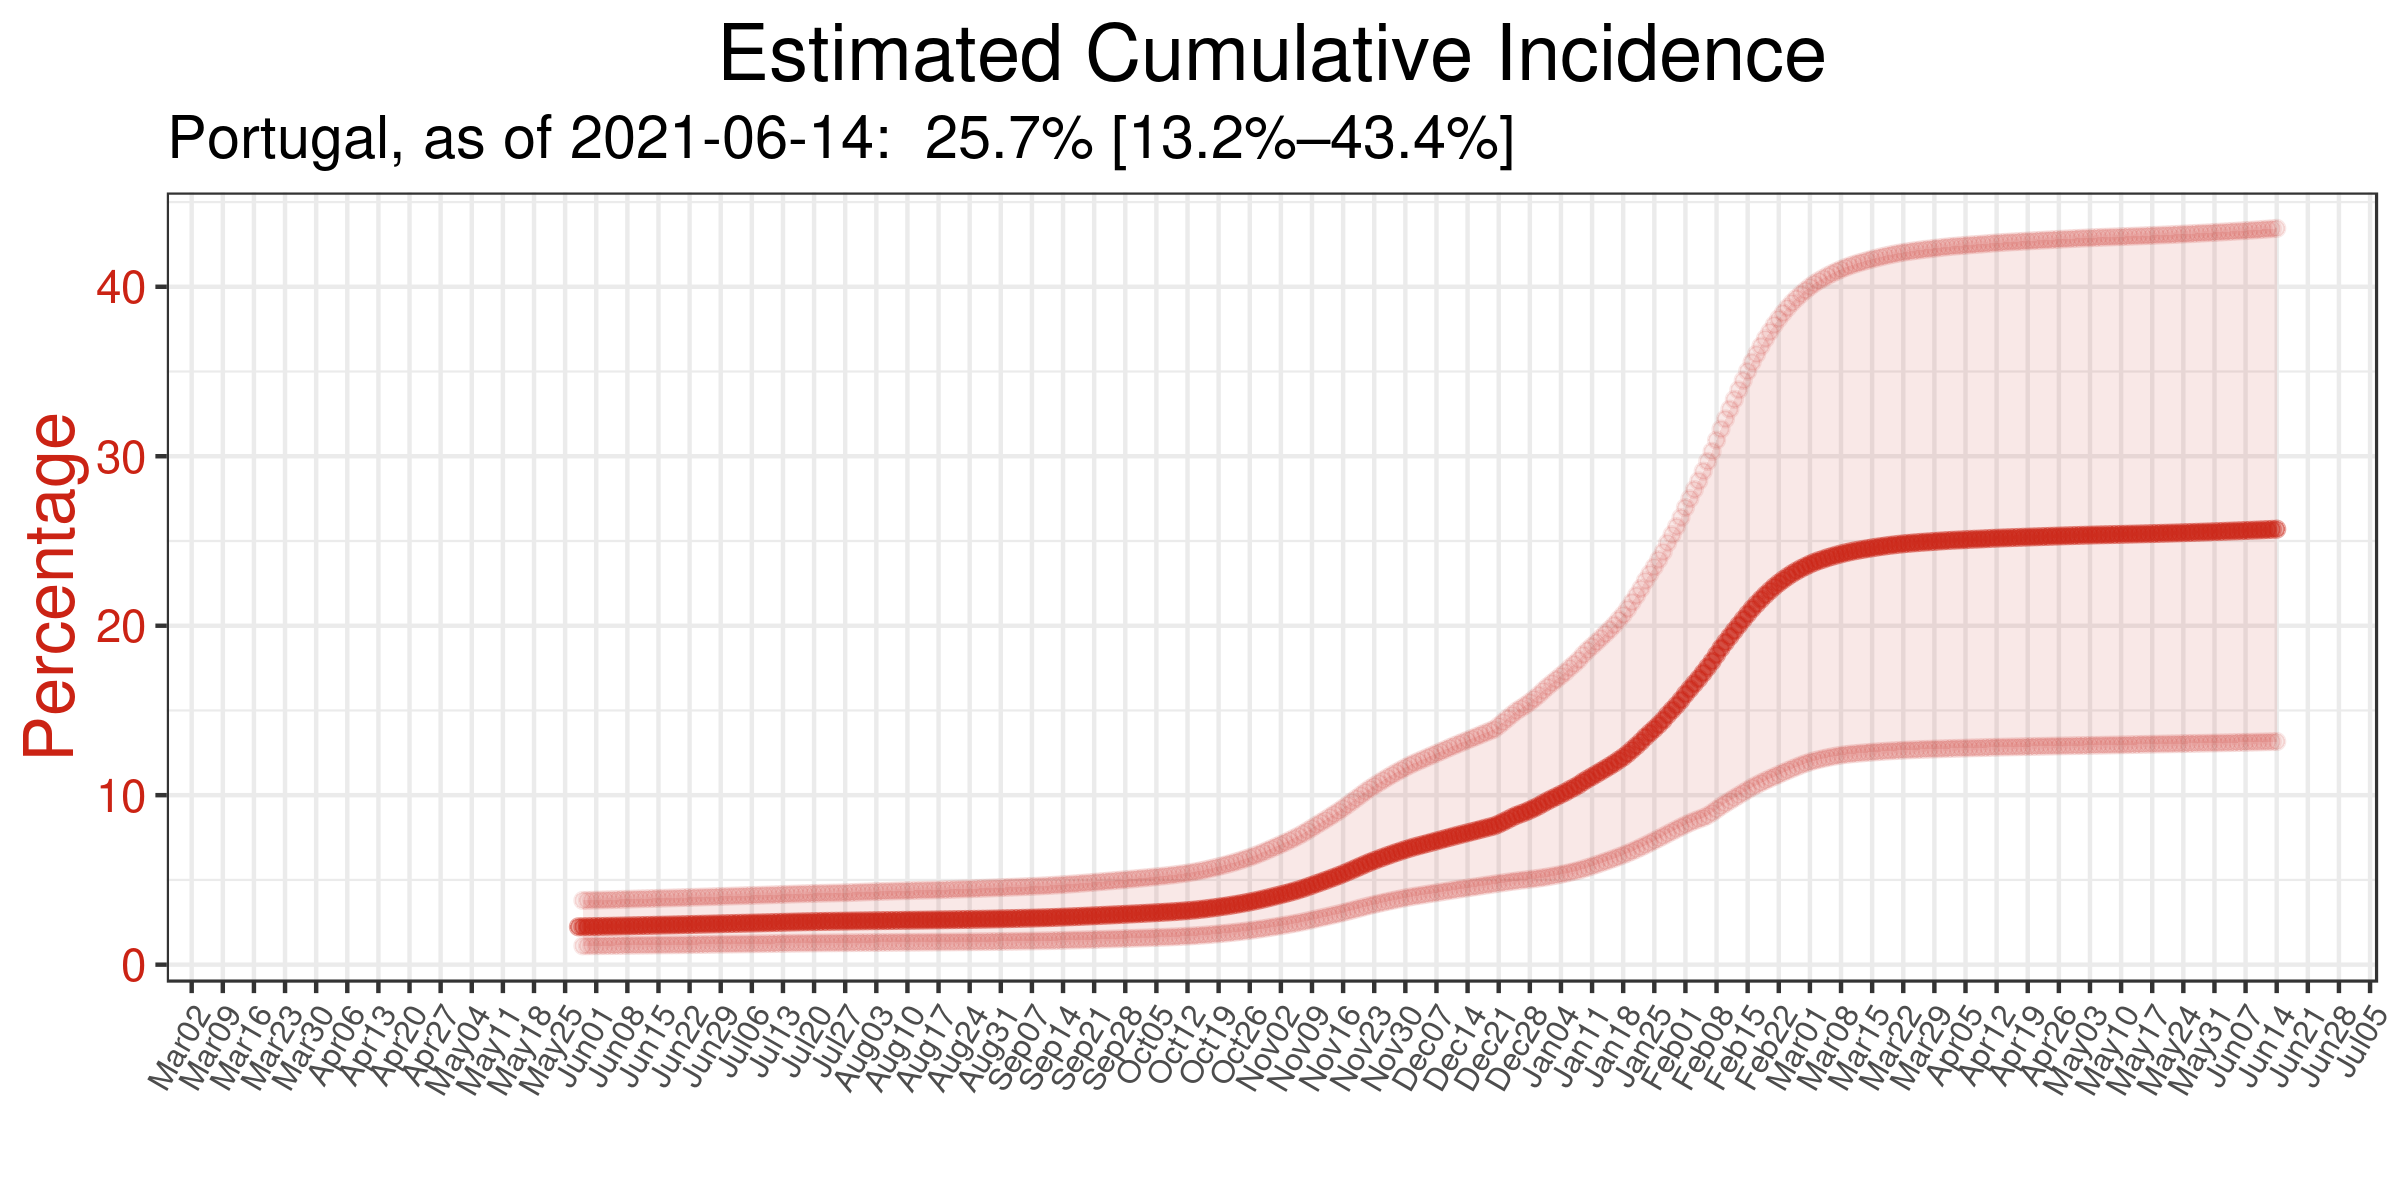 Estimated Cumulative Incidence
Portugal, as of 2021-06-14: 25.7% [13.2%–43.4%]
Percentage
40
30
20
10
0
Mar02 Mar09 Mar16 Mar23 Mar30 Apr06 Apr13 Apr20 Apr27 May04 May11 May18 May25 Jun01 Jun08 Jun15 Jun22 Jun29 Jul06 Jul13 Jul20 Jul27 Aug03 Aug10 Aug17 Aug24 Aug31 Sep07 Sep14 Sep21 Sep28 Oct05 Oct12 Oct19 Oct26 Nov02 Nov09 Nov16 Nov23 Nov30 Dec07 Dec14 Dec21 Dec28 Jan04 Jan11 Jan18 Jan25 Feb01 Feb08 Feb15 Feb22 Mar01 Mar08 Mar15 Mar22 Mar29 Apr05 Apr12 Apr19 Apr26 May03 May10 May17 May24 May31 Jun07 Jun14 Jun21 Jun28 Jul05